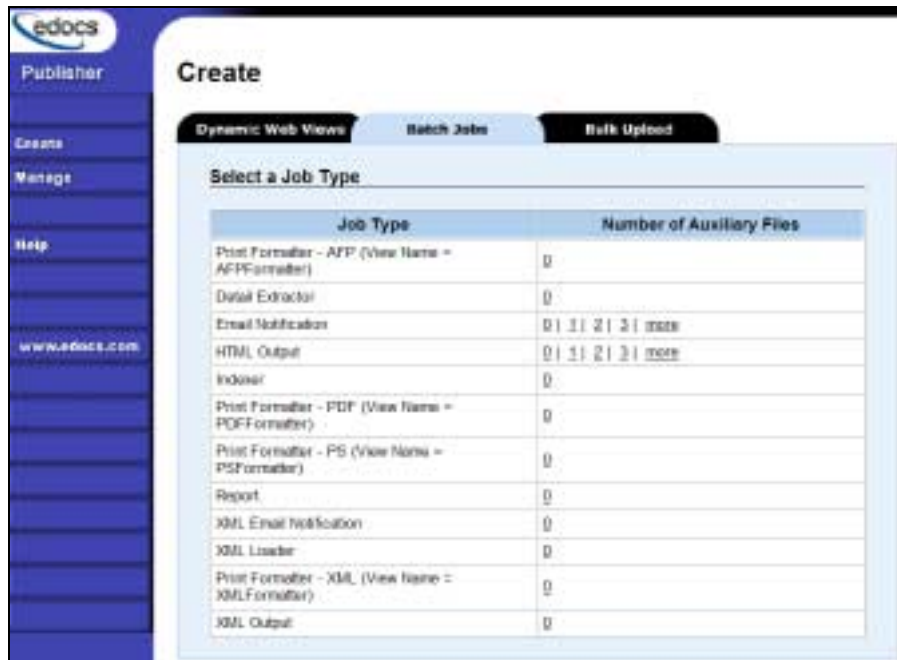 edocs
Publisher
Create
Manage
Help
www.edocs.com
Create
Dynamic Web Views
Batch Jobs
Bulk Upload
Select a Job Type
Job Type
Number of Auxiliary Files
Print Formatter - AFP (View Name =
AFPFormatter)
0
Detail Extractor
0
Email Notification
0 | 1 | 2 | 3 | more
HTML Output
0 | 1 | 2 | 3 | more
Indexer
0
Print Formatter - PDF (View Name =
PDFFormatter)
0
Print Formatter - PS (View Name =
PSFormatter)
0
Report
0
XML Email Notification
0
XML Loader
0
Print Formatter - XML (View Name =
XMLFormatter)
0
XML Output
0